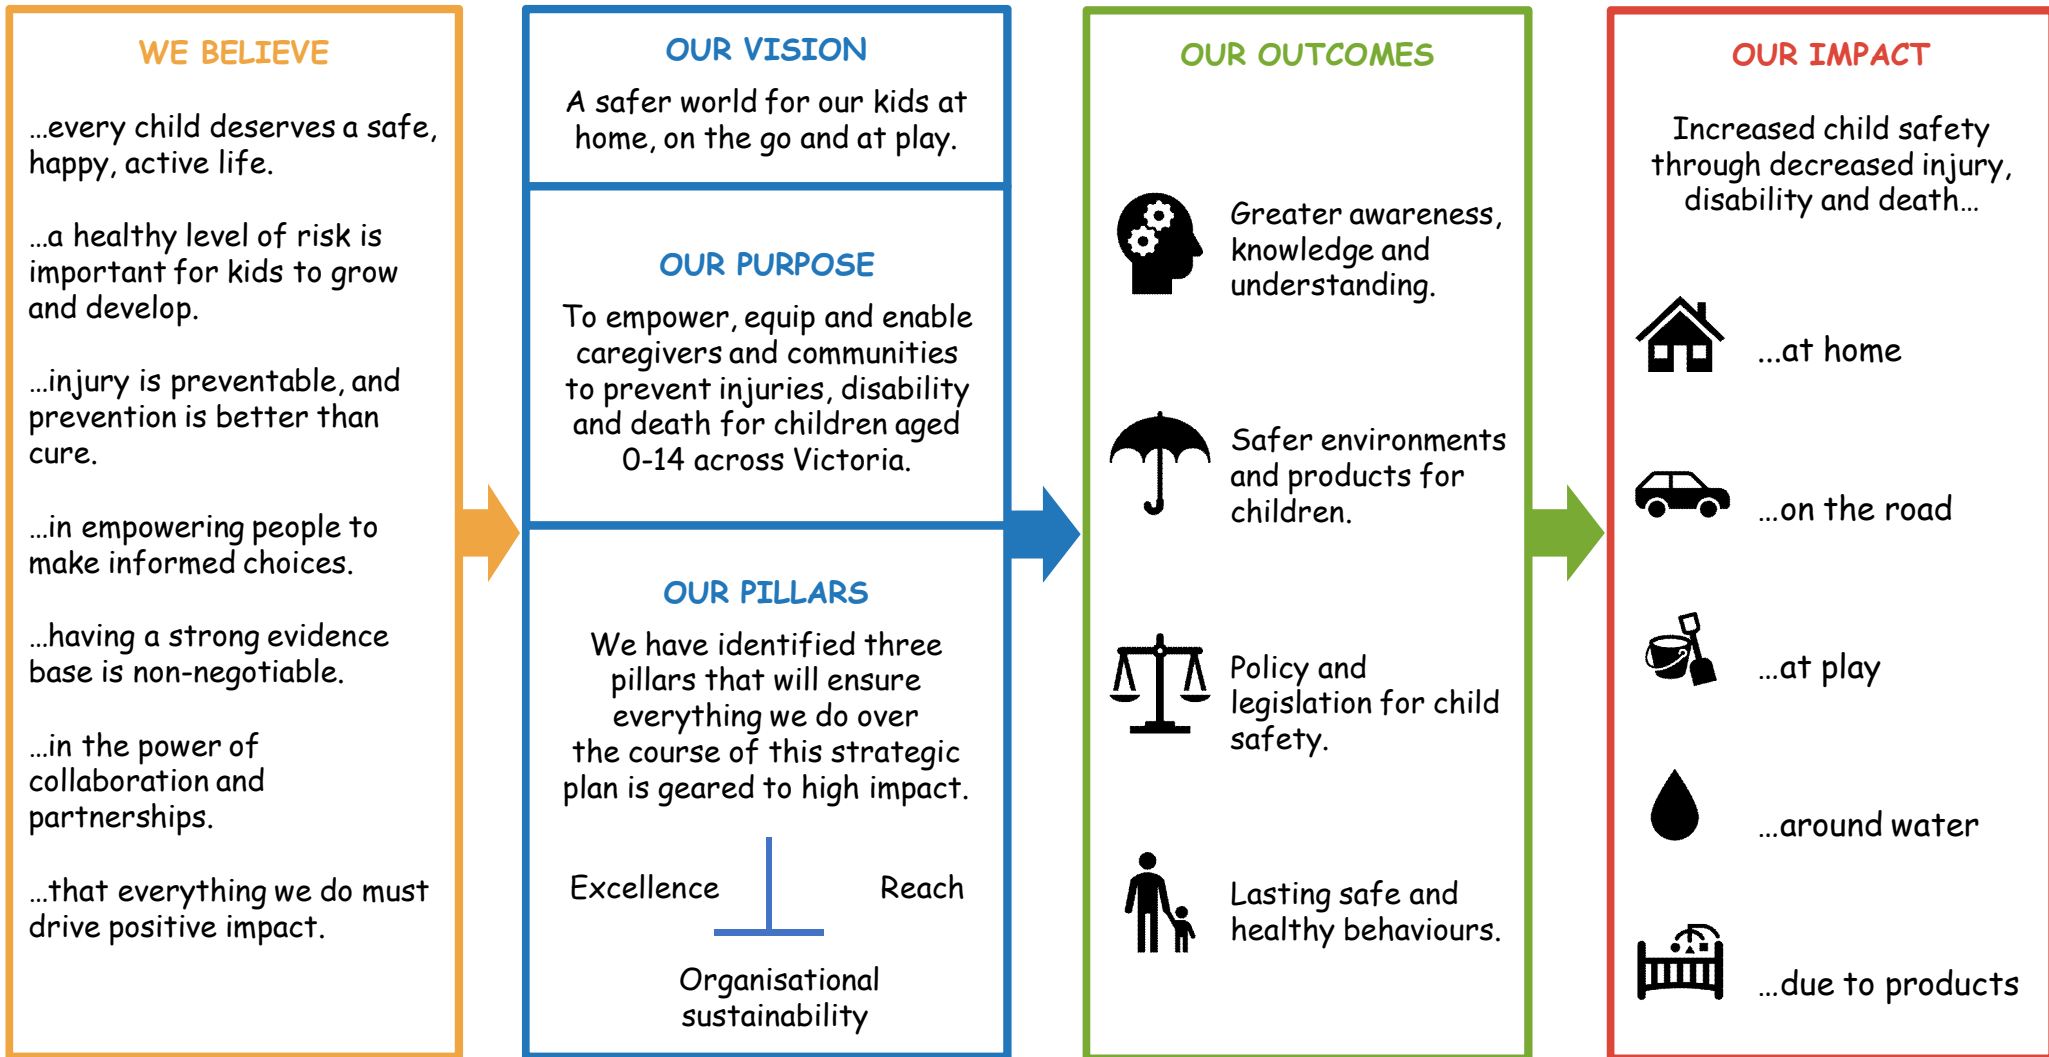 WE BELIEVE
…every child deserves a safe,
happy, active life.
…a healthy level of risk is
important for kids to grow
and develop.
…injury is preventable, and
prevention is better than
cure.
…in empowering people to
make informed choices.
…having a strong evidence
base is non-negotiable.
…in the power of
collaboration and
partnerships.
…that everything we do must
drive positive impact.
OUR VISION
A safer world for our kids at
home, on the go and at play.
OUR PURPOSE
To empower, equip and enable
caregivers and communities
to prevent injuries, disability
and death for children aged
0-14 across Victoria.
OUR PILLARS
We have identified three
pillars that will ensure
everything we do over
the course of this strategic
plan is geared to high impact.
Excellence
Reach
Organisational
sustainability
OUR OUTCOMES
Greater awareness,
knowledge and
understanding.
Safer environments
and products for
children.
Policy and
legislation for child
safety.
Lasting safe and
healthy behaviours.
OUR IMPACT
Increased child safety
through decreased injury,
disability and death…
...at home
…on the road
…at play
…around water
…due to products